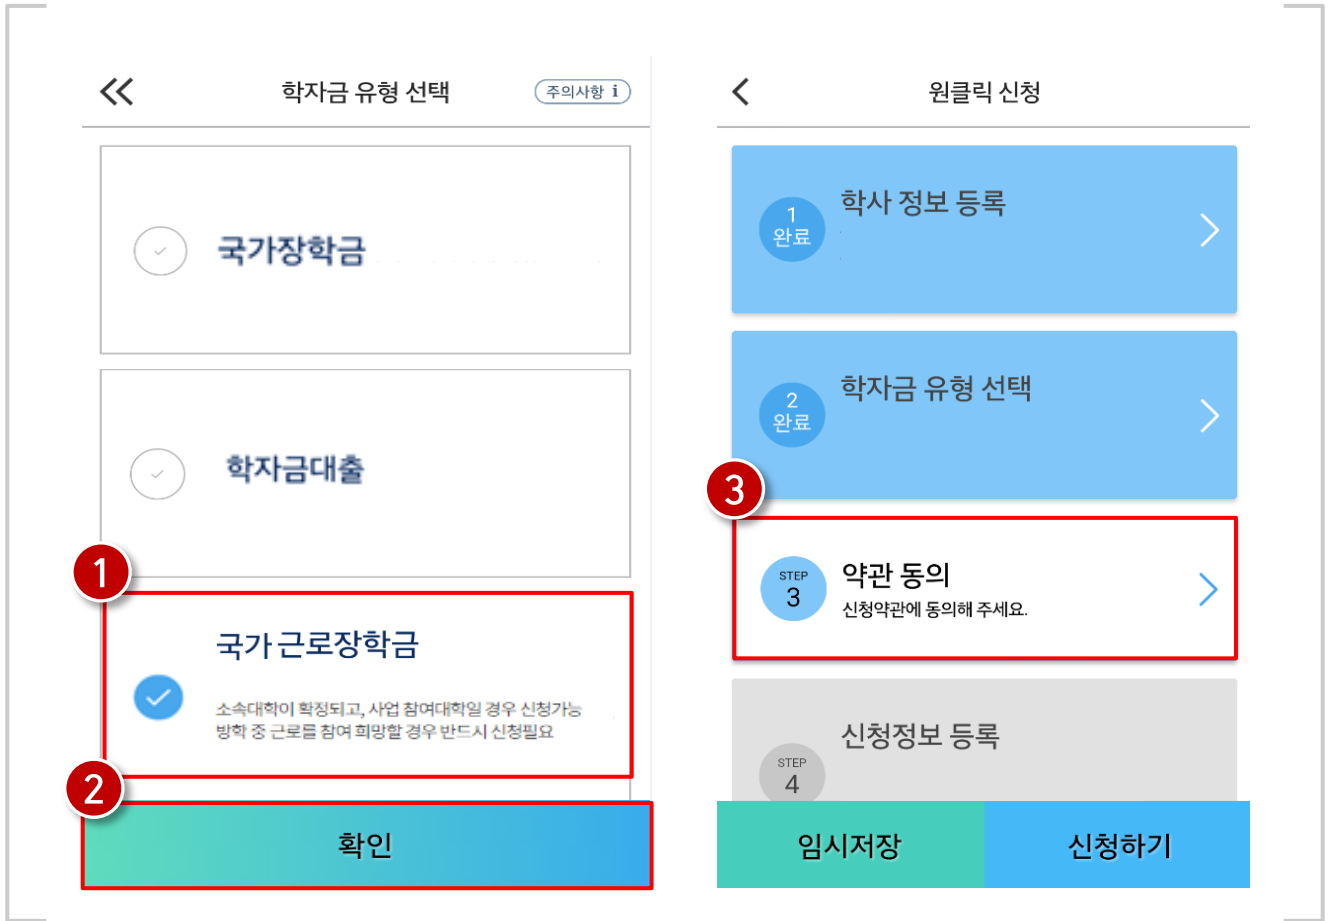 학자금 유형 선택
주의사항 i
국가장학금
학자금대출
1
국가 근로장학금
소속대학이 확정되고, 사업 참여대학일 경우 신청가능
방학 중 근로를 참여 희망할 경우 반드시 신청필요
2
확인
원클릭 신청
1
완료
학사 정보 등록
2
완료
학자금 유형 선택
3
STEP
3
약관 동의
신청약관에 동의해 주세요.
STEP
4
신청정보 등록
임시저장
신청하기